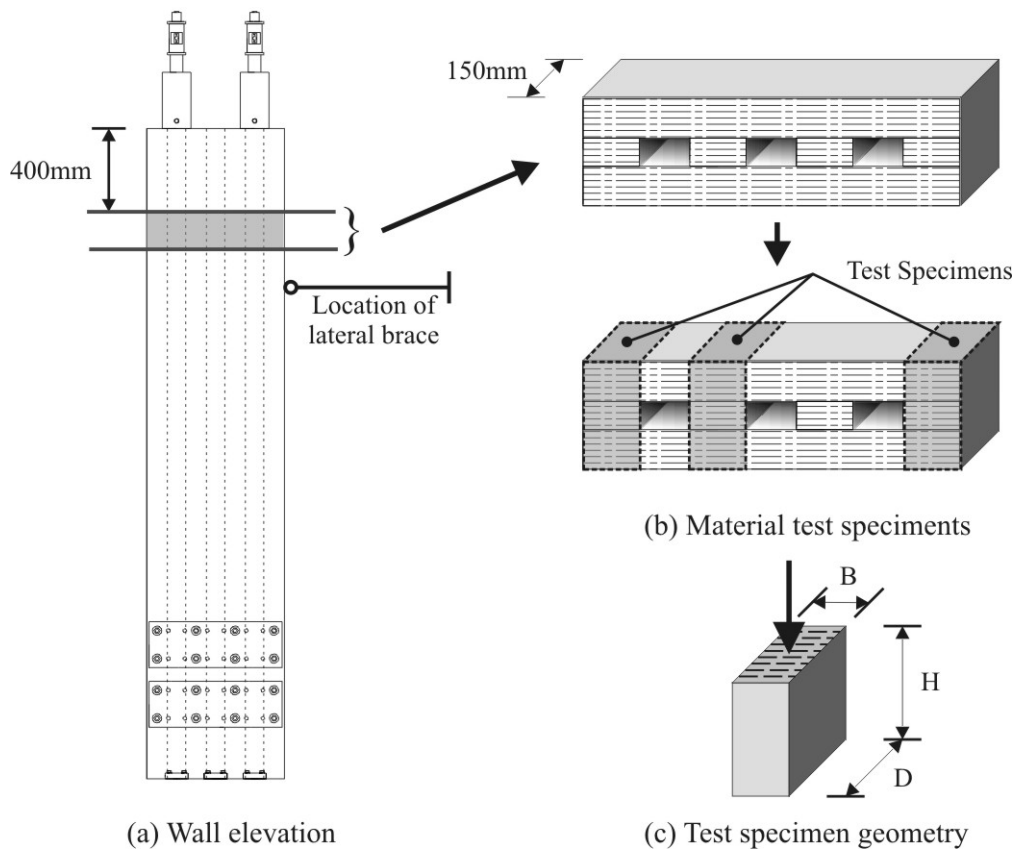 150mm
400mm
}
Test Specimens
Location of
lateral brace
(b) Material test speciments
B
H
D
(a) Wall elevation
(c) Test specimen geometry